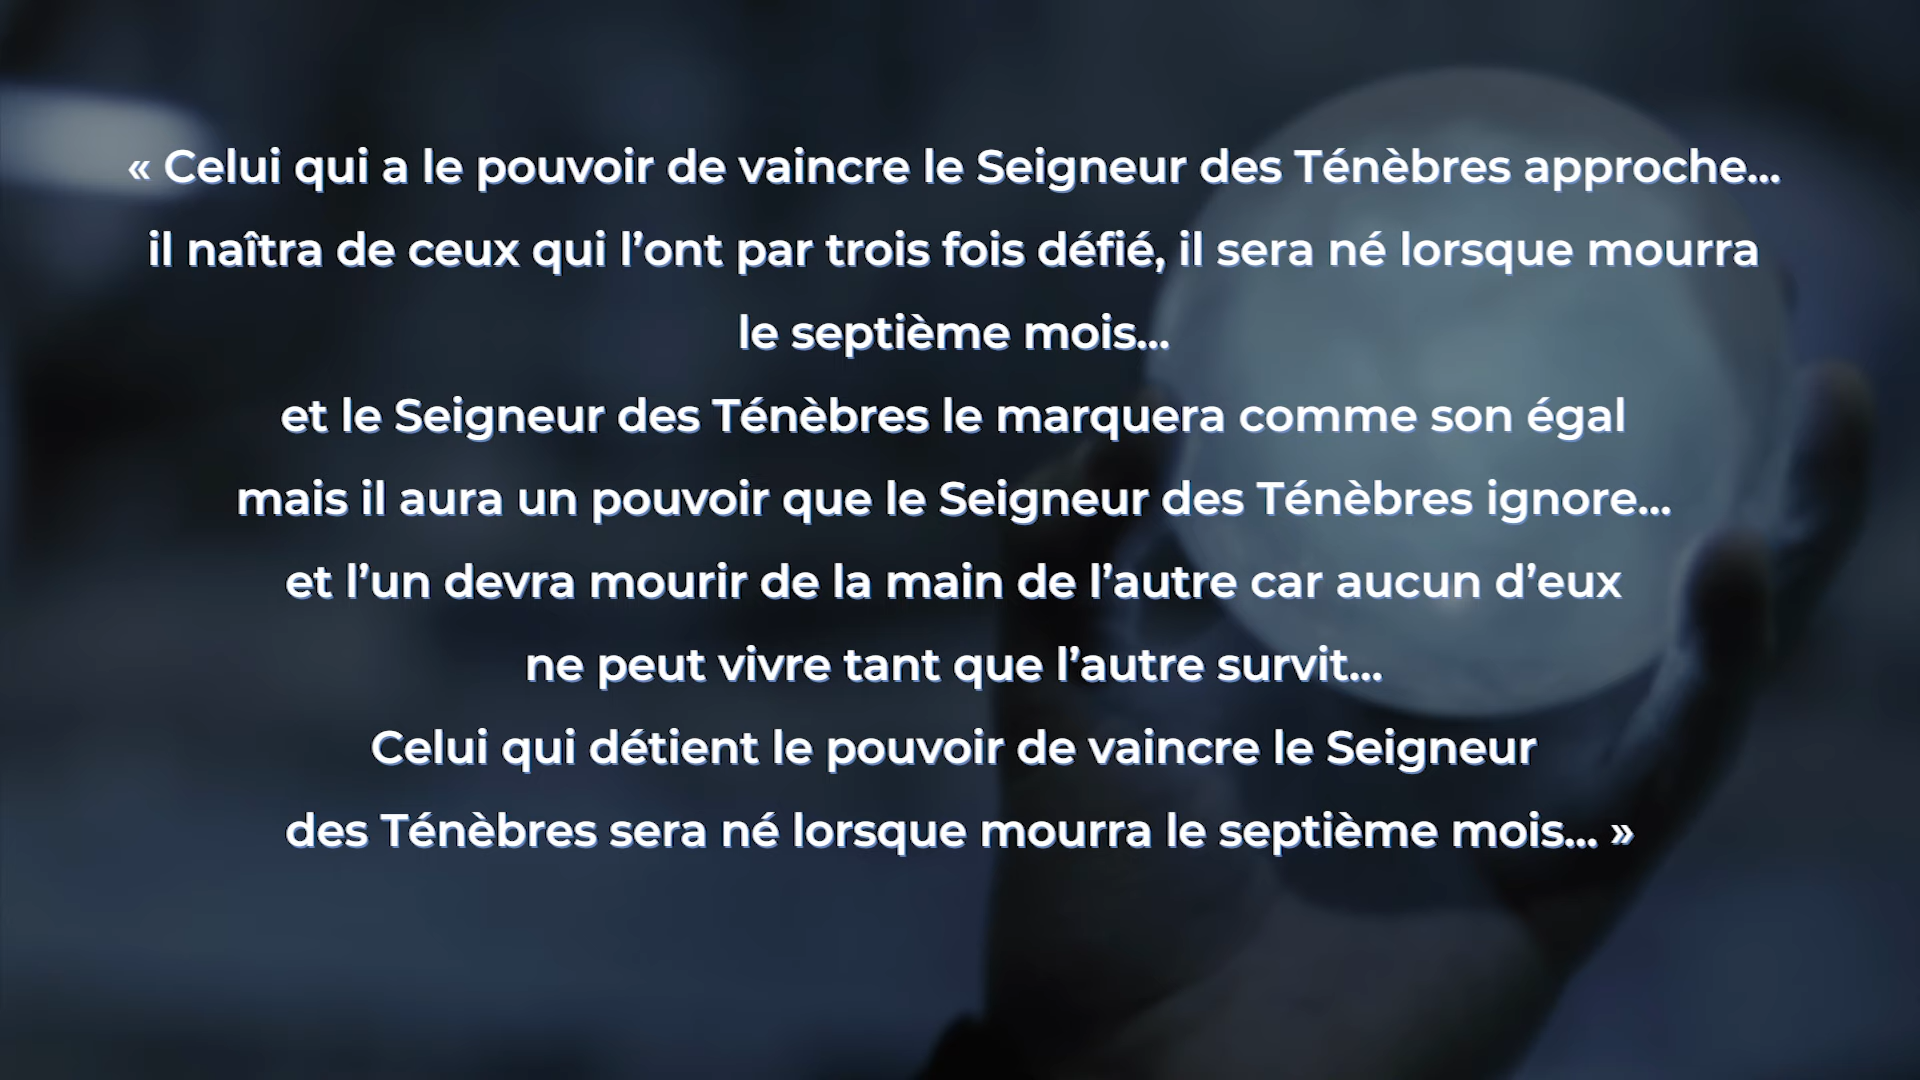 « Celui qui a le pouvoir de vaincre le Seigneur des Ténèbres approche...
il naîtra de ceux qui l’ont par trois fois défié, il sera né lorsque mourra
le septième mois...
et le Seigneur des Ténèbres le marquera comme son égal
mais il aura un pouvoir que le Seigneur des Ténèbres ignore...
et l’un devra mourir de la main de l’autre car aucun d’eux
ne peut vivre tant que l’autre survit...
Celui qui détient le pouvoir de vaincre le Seigneur
des Ténèbres sera né lorsque mourra le septième mois... »